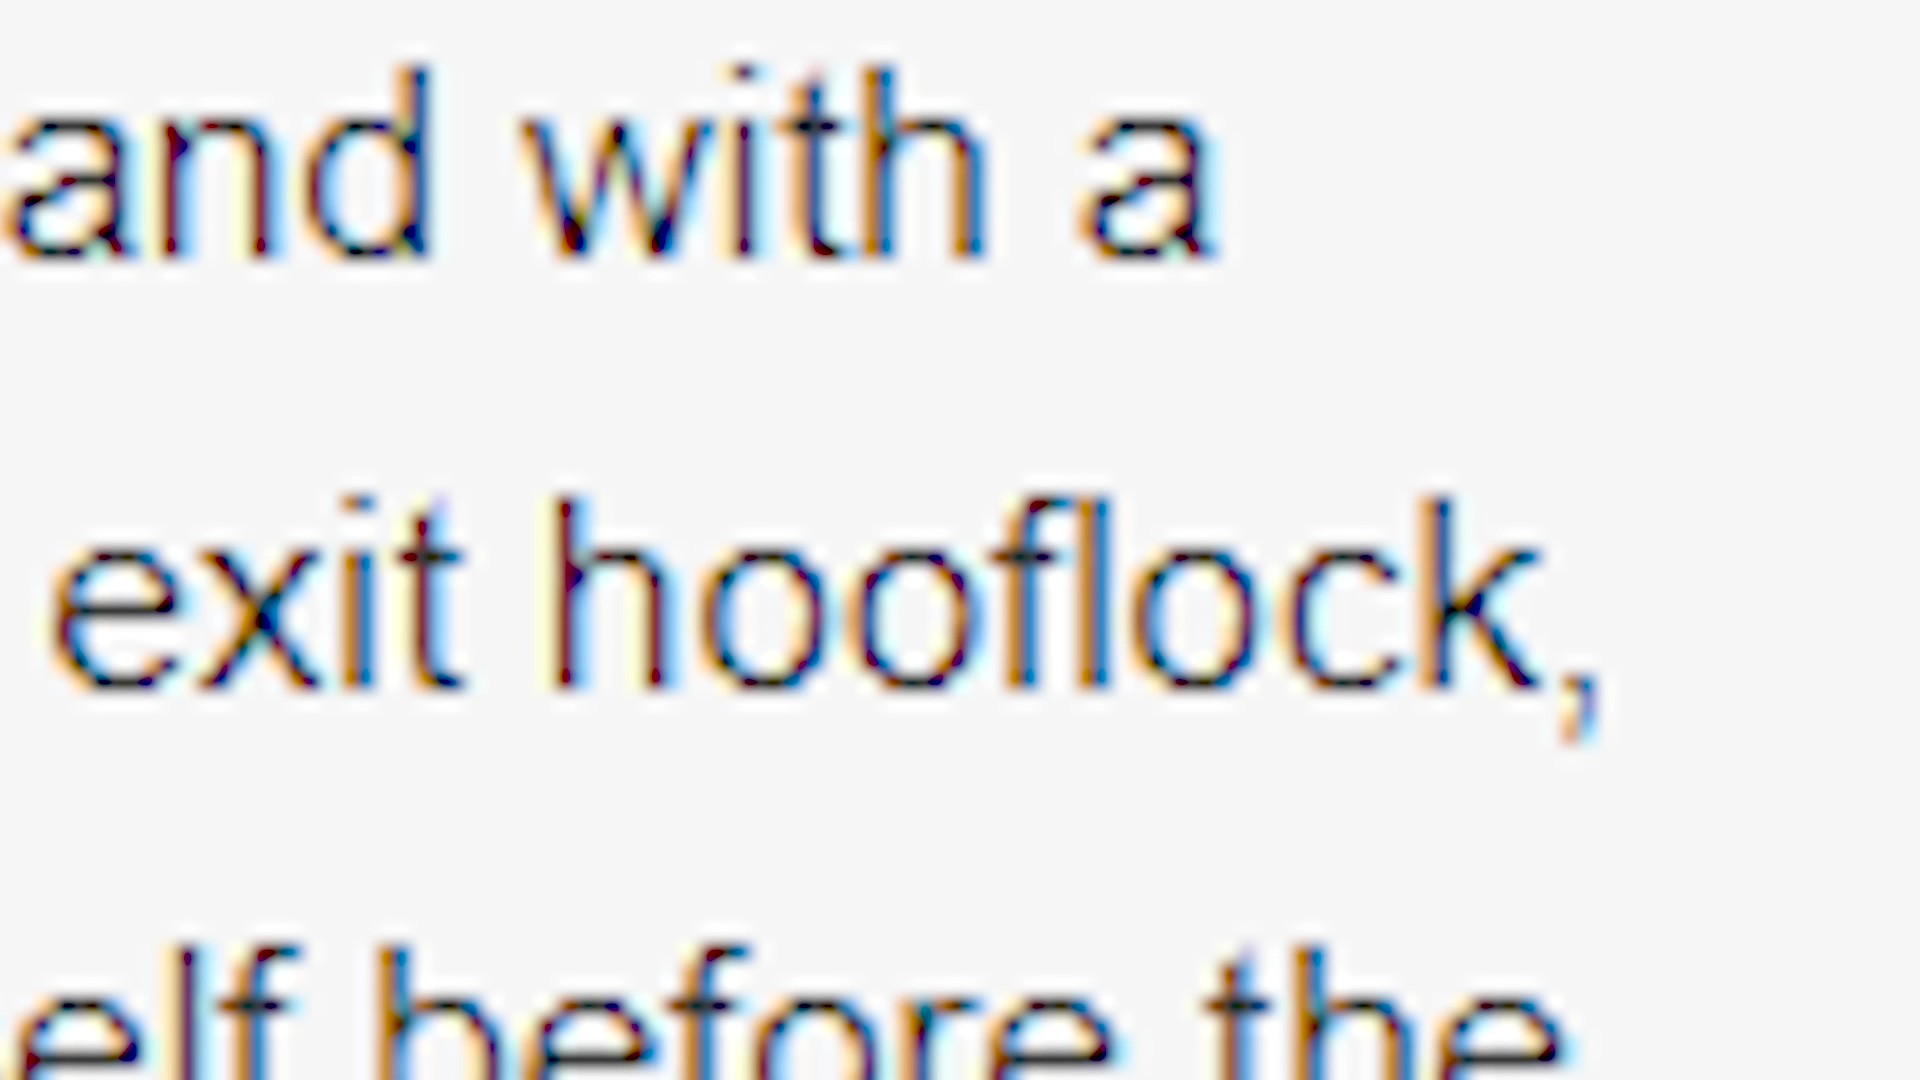 and with a
exit hooflock,
elf before the